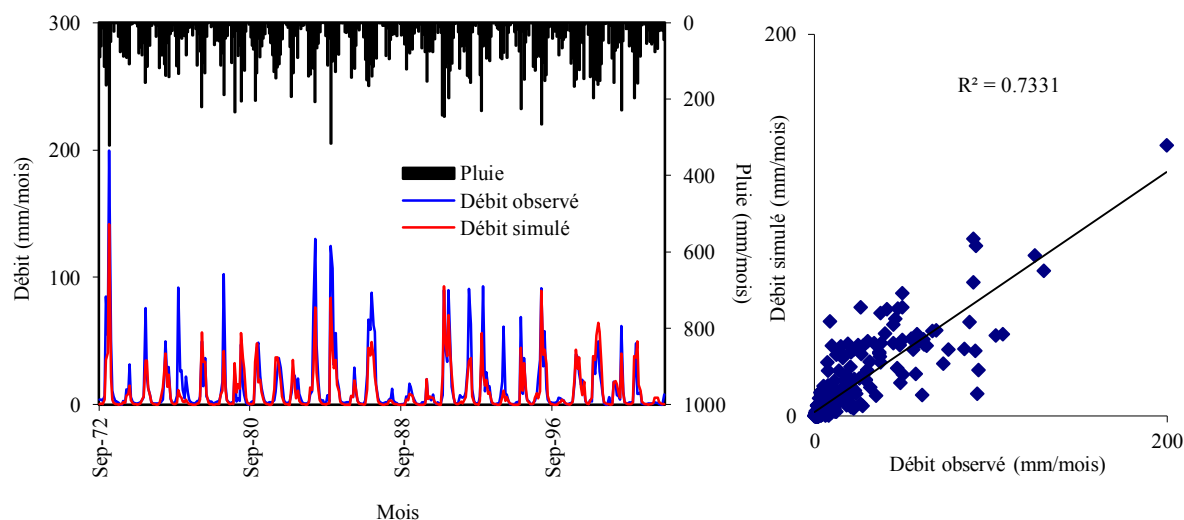 300
200
100
0
Débit (mm/mois)
0
200
400
600
800
1000
Pluie (mm/mois)
Pluie
Débit observé
Débit simulé
Sep-72
Sep-80
Sep-88
Sep-96
Mois
200
0
Débit simulé (mm/mois)
R² = 0.7331
0
200
Débit observé (mm/mois)